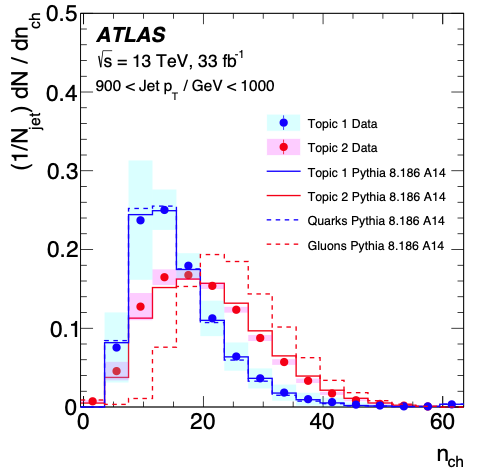 0.5
0.4
0.3
0.2
0.1
0
(1/N_jet) dN / dn_ch
ATLAS
√s = 13 TeV, 33 fb⁻¹
900 < Jet p_T / GeV < 1000
Topic 1 Data
Topic 2 Data
Topic 1 Pythia 8.186 A14
Topic 2 Pythia 8.186 A14
Quarks Pythia 8.186 A14
Gluons Pythia 8.186 A14
0 20 40 60
n_ch